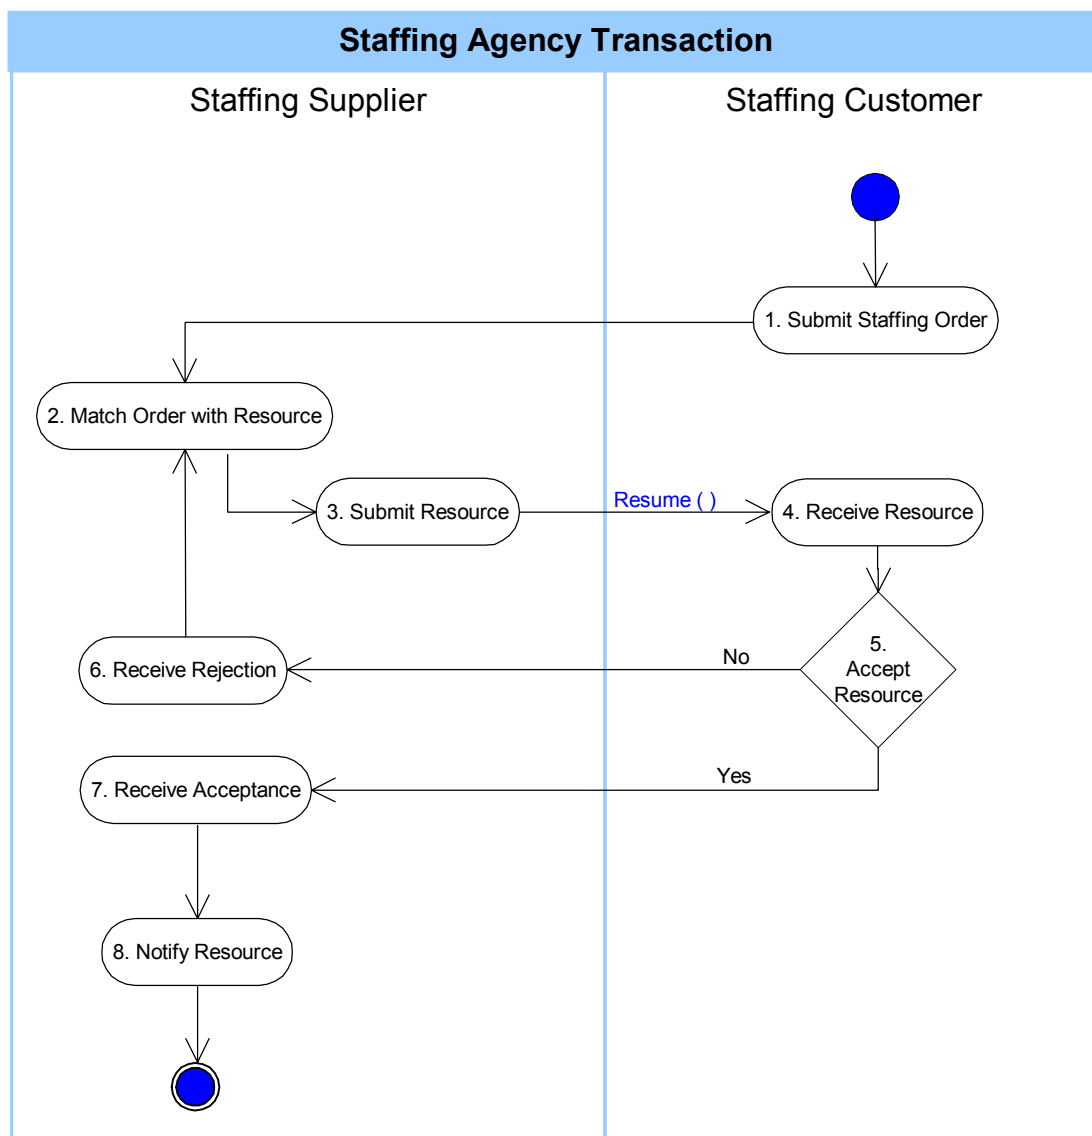 Staffing Agency Transaction
Staffing Supplier
Staffing Customer
1. Submit Staffing Order
2. Match Order with Resource
3. Submit Resource
Resume ( )
4. Receive Resource
5.
Accept
Resource
No
6. Receive Rejection
Yes
7. Receive Acceptance
8. Notify Resource